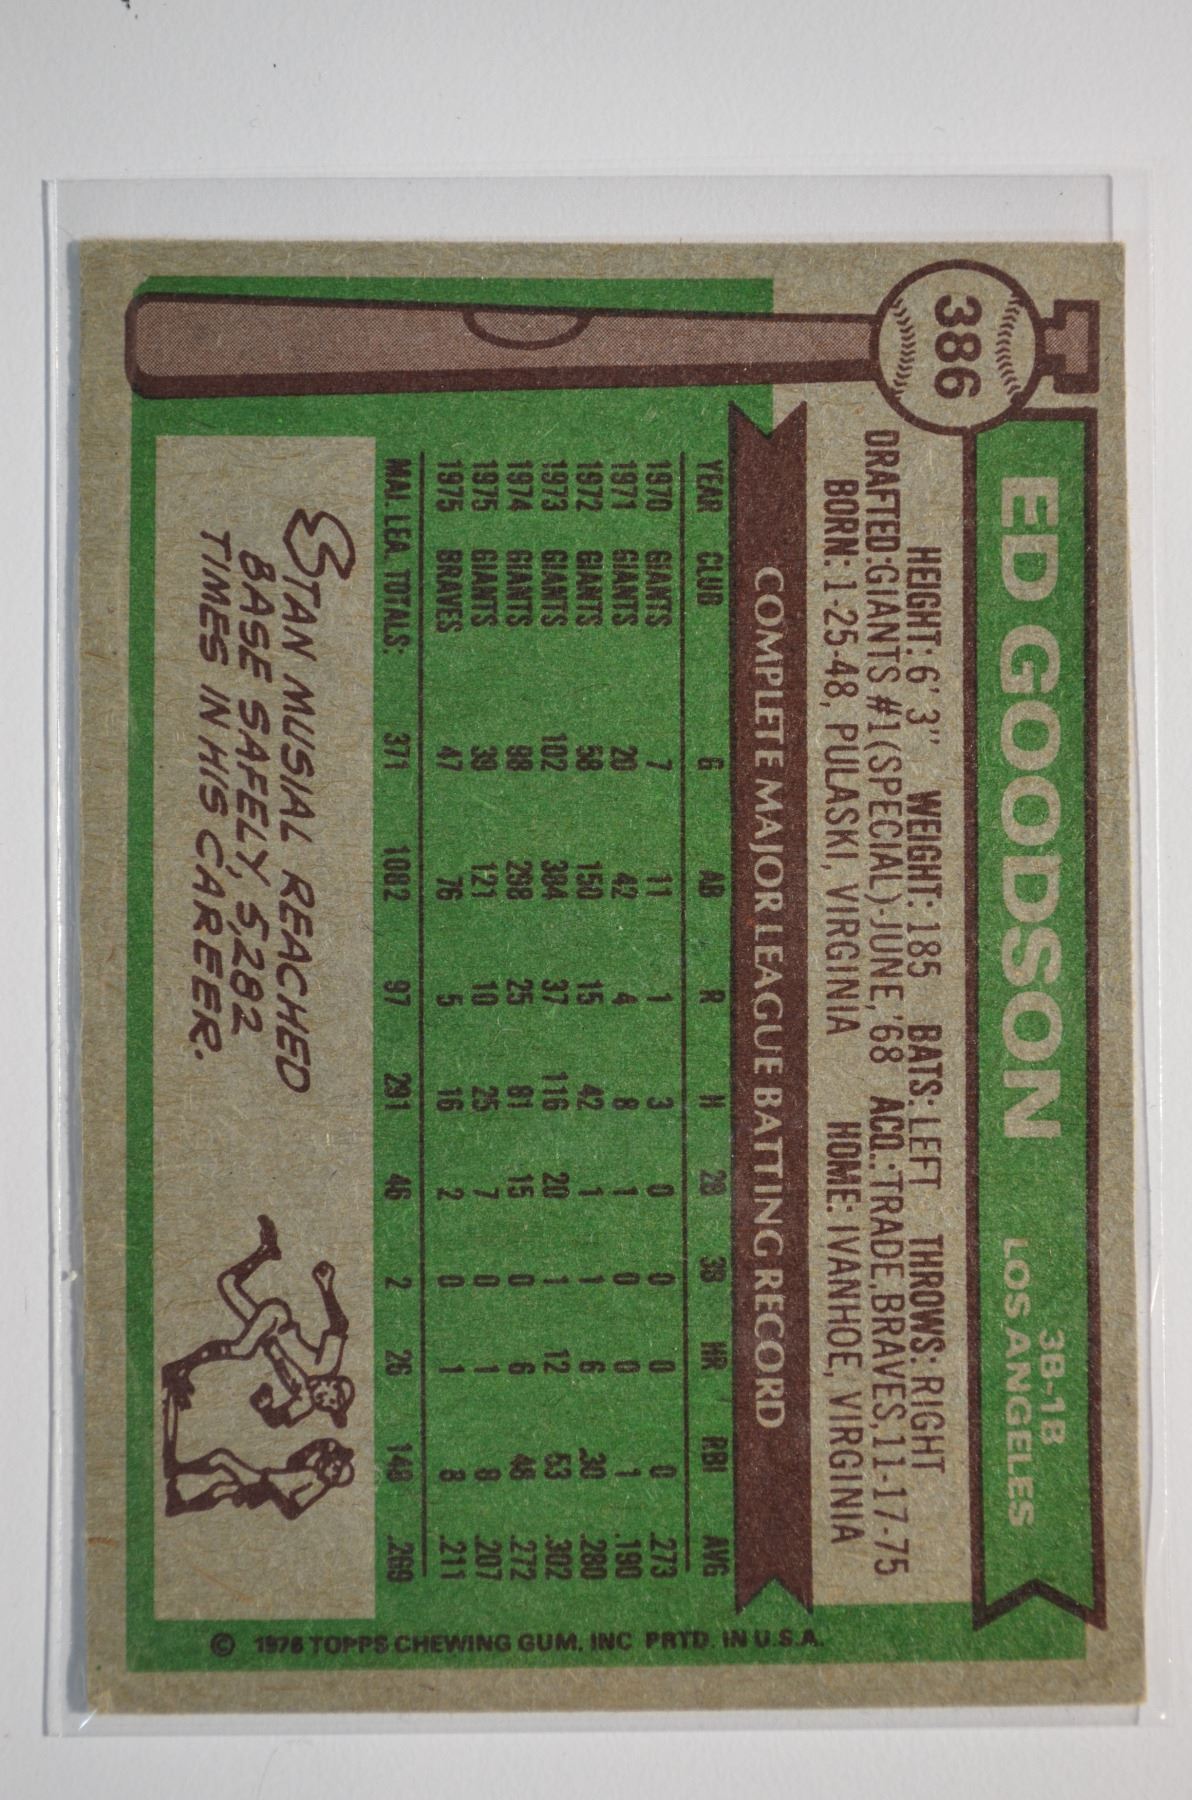 386
ED GOODSON
3B-1B
LOS ANGELES
HEIGHT: 6' 3" WEIGHT: 185 BATS: LEFT THROWS: RIGHT
DRAFTED: GIANTS #1 (SPECIAL)-JUNE, '68 ACQ.: TRADE, BRAVES, 11-17-75
BORN: 1-25-48, PULASKI, VIRGINIA HOME: IVANHOE, VIRGINIA
COMPLETE MAJOR LEAGUE BATTING RECORD
YEAR CLUB G AB R H 2B 3B HR RBI AVG
1970 GIANTS 7 11 1 3 0 0 0 0 .273
1971 GIANTS 20 42 4 8 1 0 0 1 .190
1972 GIANTS 58 150 15 42 1 1 6 30 .280
1973 GIANTS 102 384 37 116 20 1 12 53 .302
1974 GIANTS 98 298 25 81 15 0 6 48 .272
1975 GIANTS 39 121 10 25 7 0 1 8 .207
1975 BRAVES 47 76 5 16 2 0 1 8 .211
MAJ. LEA. TOTALS: 371 1082 97 291 46 2 26 148 .269
STAN MUSIAL REACHED
BASE SAFELY, 5,282
TIMES IN HIS CAREER.
© 1976 TOPPS CHEWING GUM, INC PRTD. IN U.S.A.